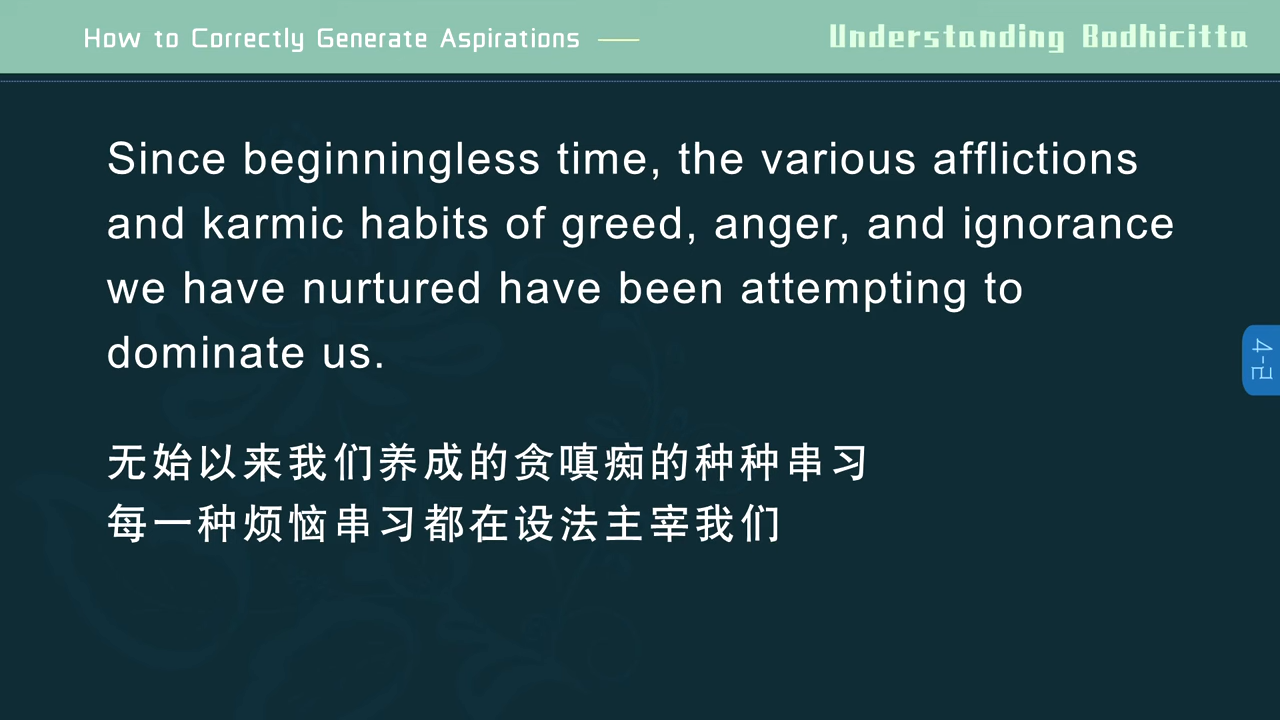 How to Correctly Generate Aspirations
Understanding Bodhicitta
Since beginningless time, the various afflictions
and karmic habits of greed, anger, and ignorance
we have nurtured have been attempting to
dominate us.
4-2
无始以来我们养成的贪嗔痴的种种串习
每一种烦恼串习都在设法主宰我们